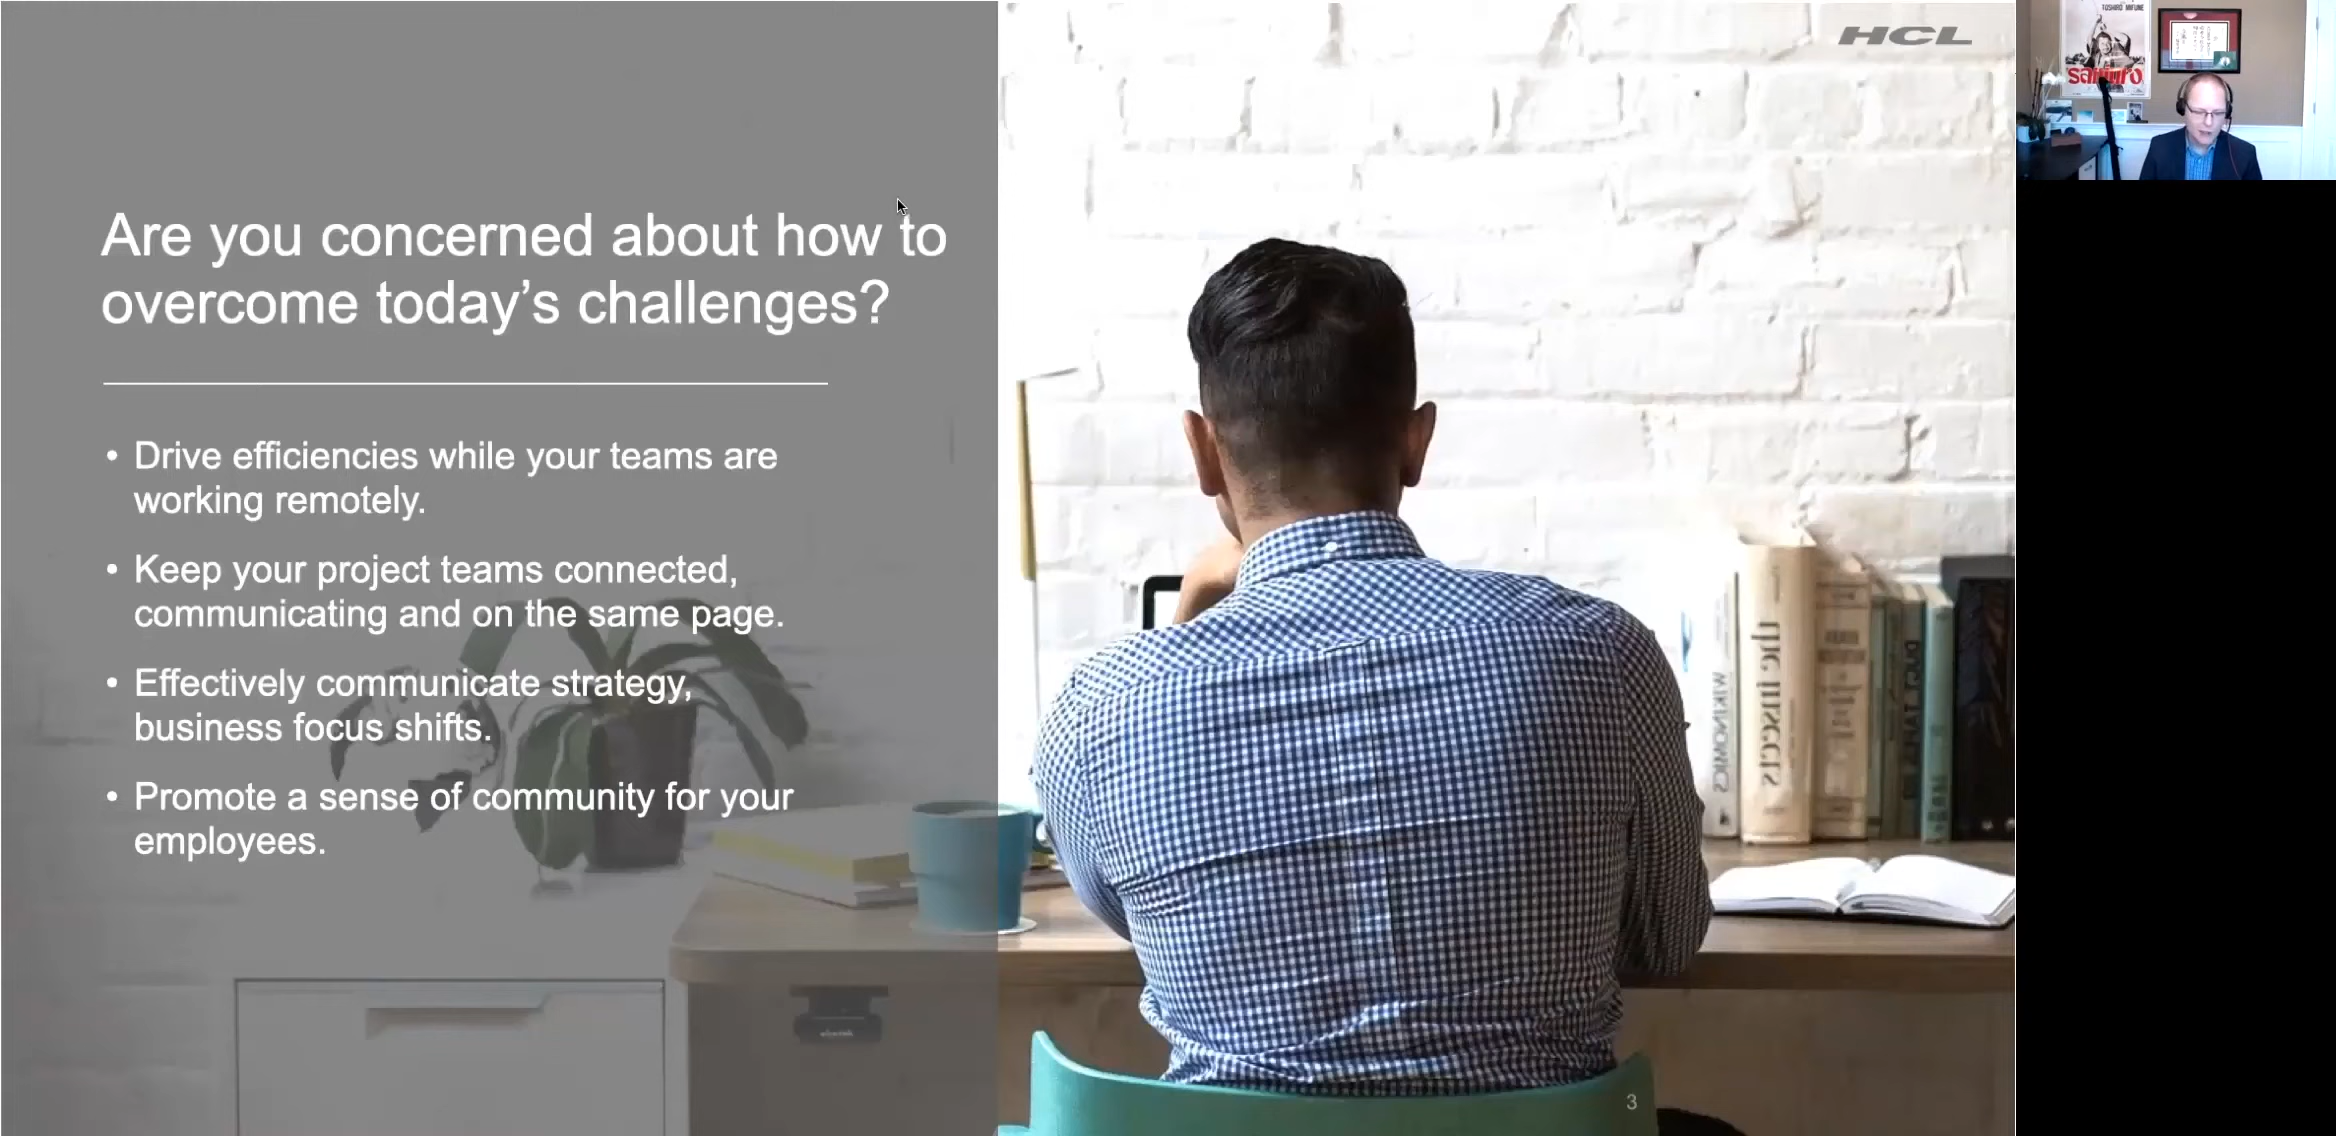 HCL
TOSHIRO MIFUNE
Are you concerned about how to
overcome today’s challenges?
• Drive efficiencies while your teams are
working remotely.
• Keep your project teams connected,
communicating and on the same page.
• Effectively communicate strategy,
business focus shifts.
• Promote a sense of community for your
employees.
WIKINOMICS
3